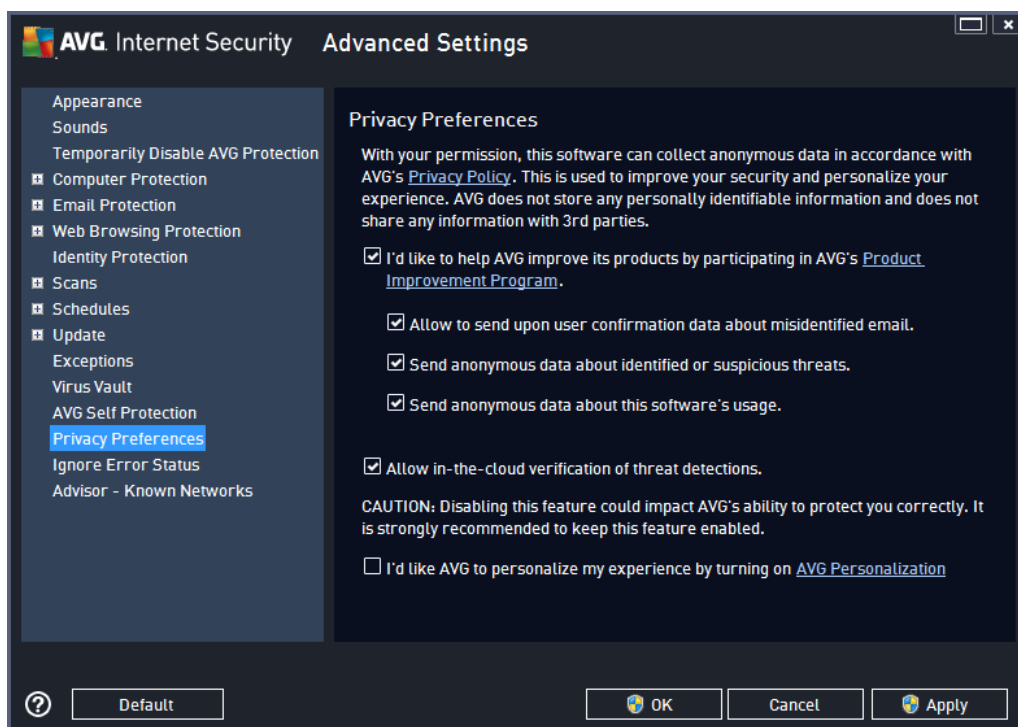 AVG. Internet Security Advanced Settings
Appearance
Sounds
Temporarily Disable AVG Protection
Computer Protection
Email Protection
Web Browsing Protection
Identity Protection
Scans
Schedules
Update
Exceptions
Virus Vault
AVG Self Protection
Privacy Preferences
Ignore Error Status
Advisor - Known Networks
Privacy Preferences
With your permission, this software can collect anonymous data in accordance with
AVG's Privacy Policy. This is used to improve your security and personalize your
experience. AVG does not store any personally identifiable information and does not
share any information with 3rd parties.
I'd like to help AVG improve its products by participating in AVG's Product
Improvement Program.
Allow to send upon user confirmation data about misidentified email.
Send anonymous data about identified or suspicious threats.
Send anonymous data about this software's usage.
Allow in-the-cloud verification of threat detections.
CAUTION: Disabling this feature could impact AVG's ability to protect you correctly. It
is strongly recommended to keep this feature enabled.
I'd like AVG to personalize my experience by turning on AVG Personalization
? Default OK Cancel Apply